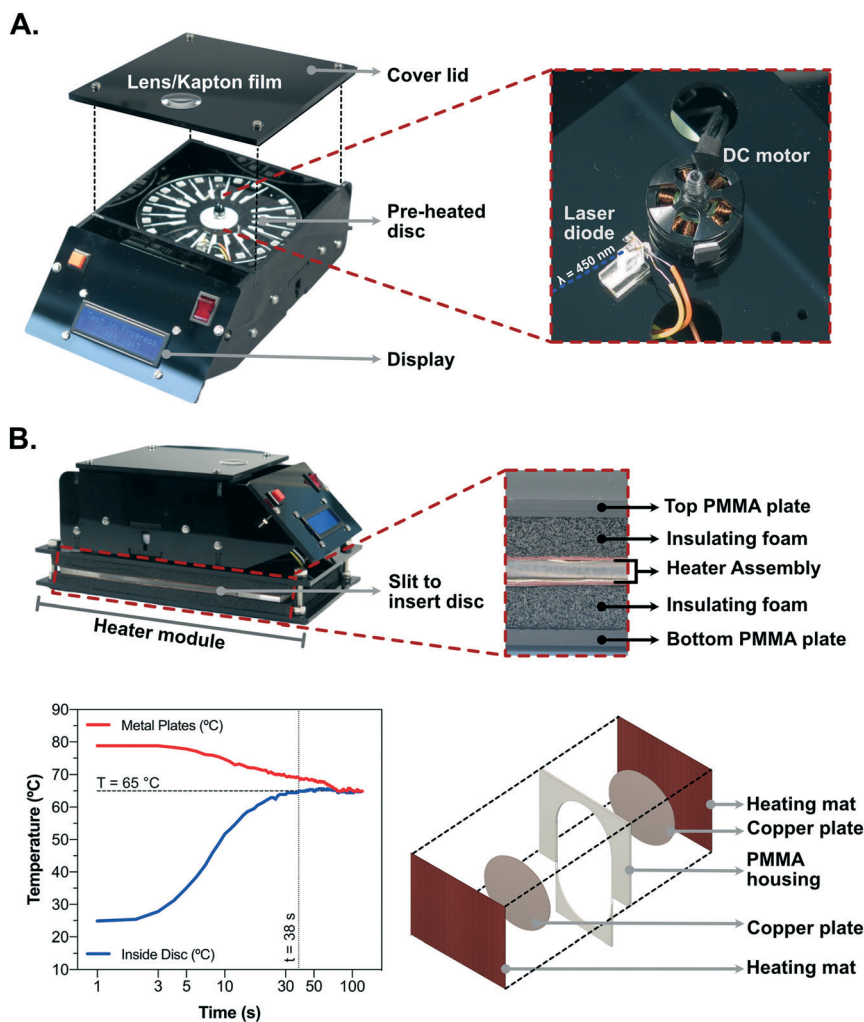 A.
Lens/Kapton film
Cover lid
Pre-heated
disc
Display
DC motor
Laser
diode
λ = 450 nm
B.
Slit to
insert disc
Heater module
Top PMMA plate
Insulating foam
Heater Assembly
Insulating foam
Bottom PMMA plate
Temperature (ºC)
90
80
70
60
50
40
30
20
10
Metal Plates (ºC)
T = 65 °C
Inside Disc (ºC)
t = 38 s
1
3
5
10
30
50
100
Time (s)
Heating mat
Copper plate
PMMA
housing
Copper plate
Heating mat